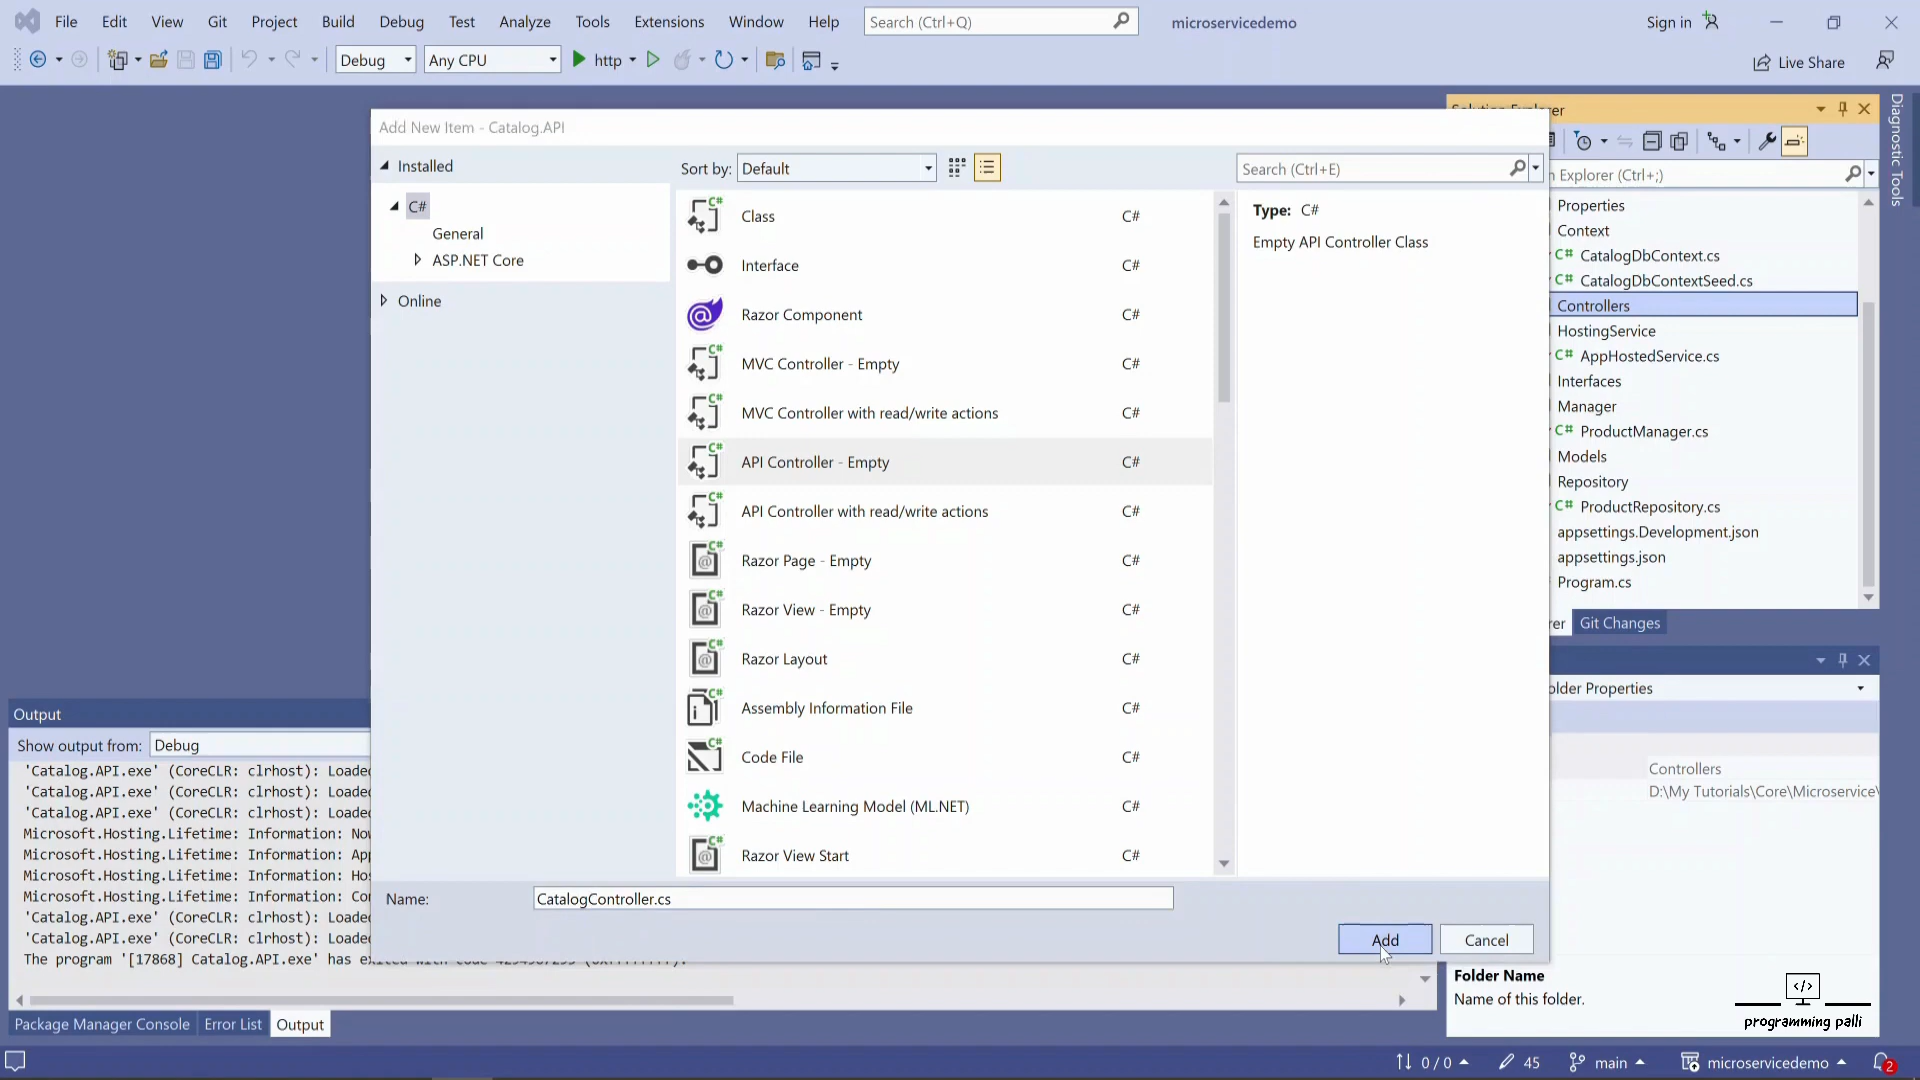 File Edit View Git Project Build Debug Test Analyze Tools Extensions Window Help Search (Ctrl+Q) microservicedemo Sign in
Debug Any CPU http Live Share
Add New Item - Catalog.API
Installed
C#
General
ASP.NET Core
Online
Sort by: Default
Search (Ctrl+E)
Class C#
Interface C#
Razor Component C#
MVC Controller - Empty C#
MVC Controller with read/write actions C#
API Controller - Empty C#
API Controller with read/write actions C#
Razor Page - Empty C#
Razor View - Empty C#
Razor Layout C#
Assembly Information File C#
Code File C#
Machine Learning Model (ML.NET) C#
Razor View Start C#
Type: C#
Empty API Controller Class
Name: CatalogController.cs
Add Cancel
Explorer (Ctrl+;)
Properties
Context
C# CatalogDbContext.cs
C# CatalogDbContextSeed.cs
Controllers
HostingService
C# AppHostedService.cs
Interfaces
Manager
C# ProductManager.cs
Models
Repository
C# ProductRepository.cs
appsettings.Development.json
appsettings.json
Program.cs
Git Changes
Diagnostic Tools
older Properties
Controllers
D:\My Tutorials\Core\Microservice\
Folder Name
Name of this folder.
</>
programming palli
Output
Show output from: Debug
'Catalog.API.exe' (CoreCLR: clrhost): Loaded
'Catalog.API.exe' (CoreCLR: clrhost): Loaded
'Catalog.API.exe' (CoreCLR: clrhost): Loaded
Microsoft.Hosting.Lifetime: Information: Now
Microsoft.Hosting.Lifetime: Information: App
Microsoft.Hosting.Lifetime: Information: Hos
Microsoft.Hosting.Lifetime: Information: Con
'Catalog.API.exe' (CoreCLR: clrhost): Loaded
'Catalog.API.exe' (CoreCLR: clrhost): Loaded
The program '[17868] Catalog.API.exe' has exited with code
Package Manager Console Error List Output
0 / 0 45 main microservicedemo 2